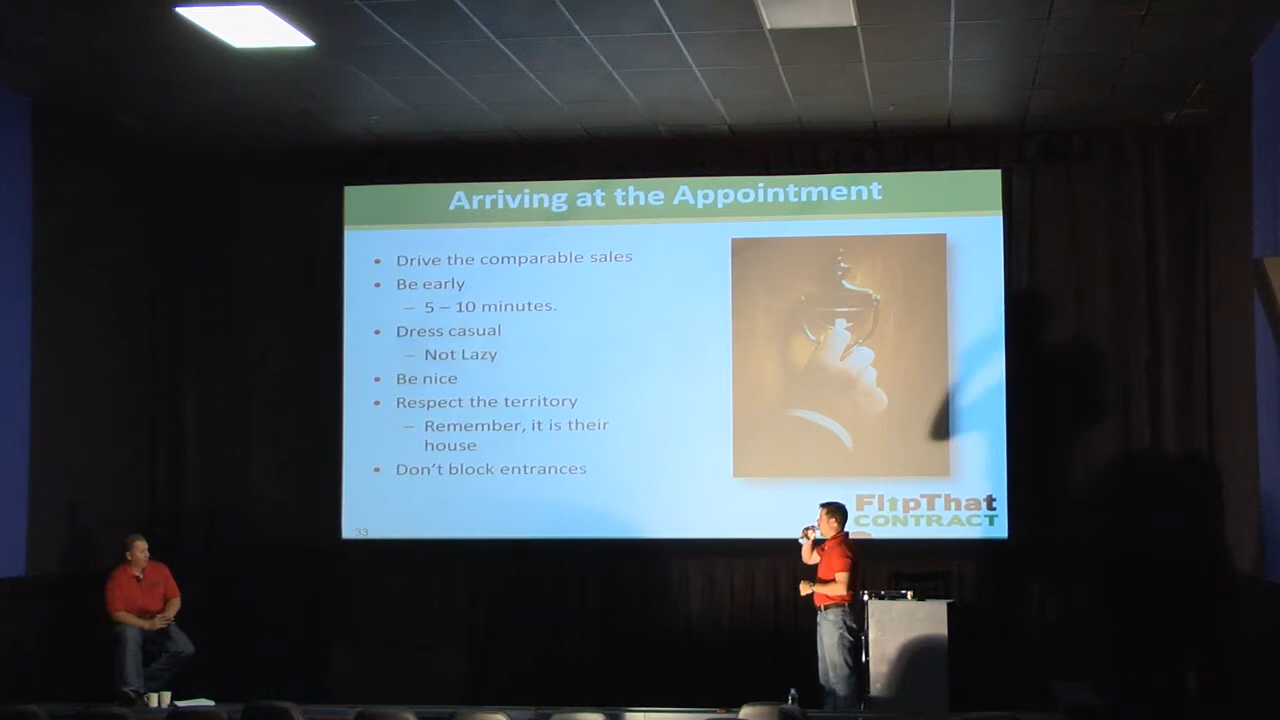 Arriving at the Appointment
• Drive the comparable sales
• Be early
– 5 – 10 minutes.
• Dress casual
– Not Lazy
• Be nice
• Respect the territory
– Remember, it is their
house
• Don't block entrances
FlipThat
CONTRACT
33